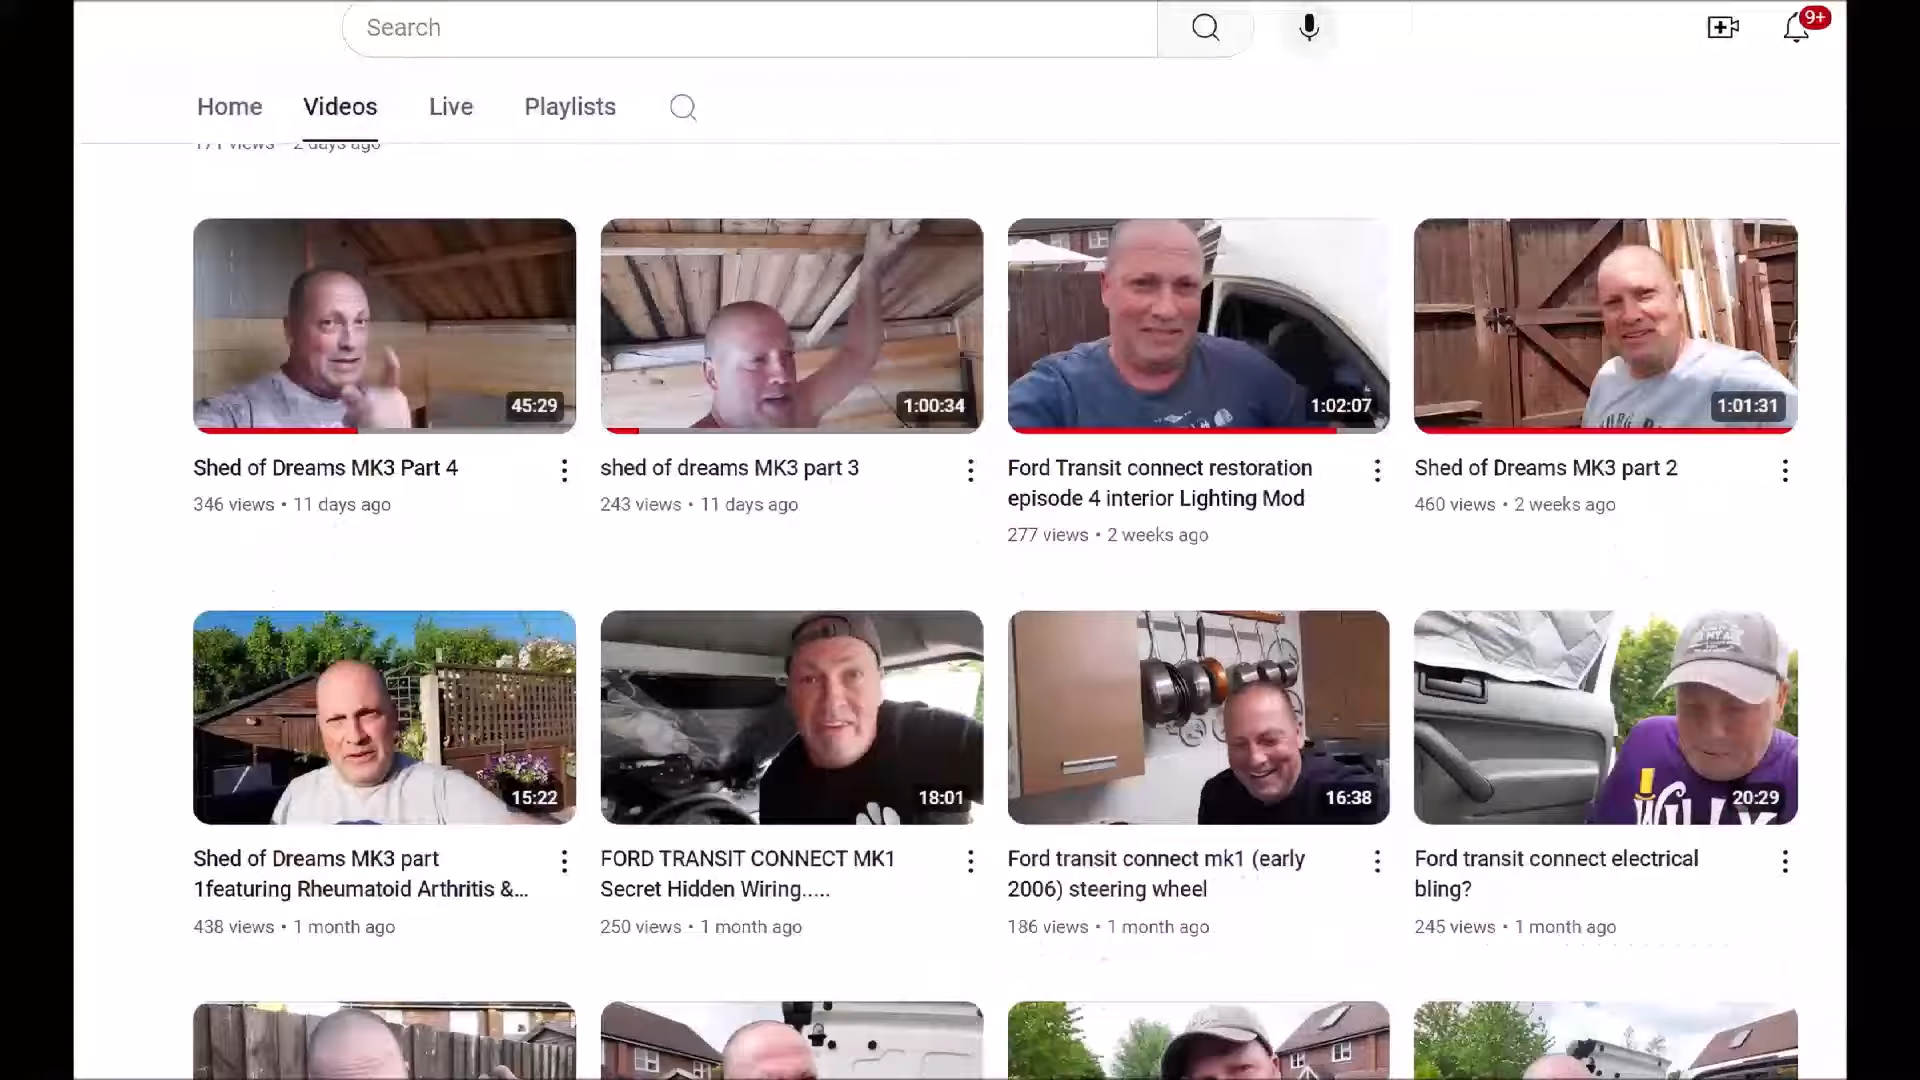 Search
9+
Home Videos Live Playlists
171 views • 2 days ago
45:29
1:00:34
1:02:07
1:01:31
Shed of Dreams MK3 Part 4
346 views • 11 days ago
shed of dreams MK3 part 3
243 views • 11 days ago
Ford Transit connect restoration
episode 4 interior Lighting Mod
277 views • 2 weeks ago
Shed of Dreams MK3 part 2
460 views • 2 weeks ago
15:22
18:01
16:38
20:29
Shed of Dreams MK3 part
1featuring Rheumatoid Arthritis &...
438 views • 1 month ago
FORD TRANSIT CONNECT MK1
Secret Hidden Wiring.....
250 views • 1 month ago
Ford transit connect mk1 (early
2006) steering wheel
186 views • 1 month ago
Ford transit connect electrical
bling?
245 views • 1 month ago